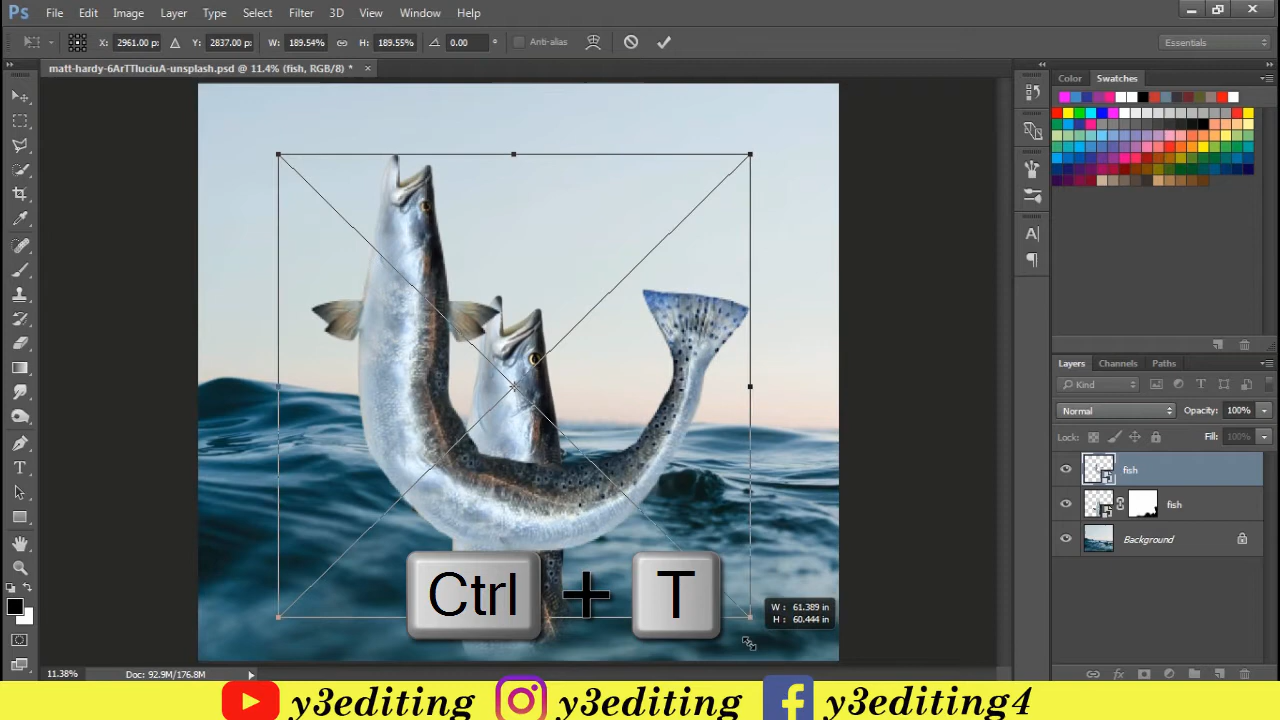 Ps File Edit Image Layer Type Select Filter 3D View Window Help
X: 2961.00 p: Y: 2837.00 p: W: 189.54% H: 189.55% 0.00 ° Anti-alias Essentials
matt-hardy-6ArTTluciuA-unsplash.psd @ 11.4% (fish, RGB/8) * ×
Color Swatches
Layers Channels Paths
Kind
Normal Opacity: 100%
Lock: Fill: 100%
fish
fish
Background
Ctrl + T
W : 61.389 in
H : 60.444 in
11.38% Doc: 92.9M/176.8M
y3editing y3editing y3editing4